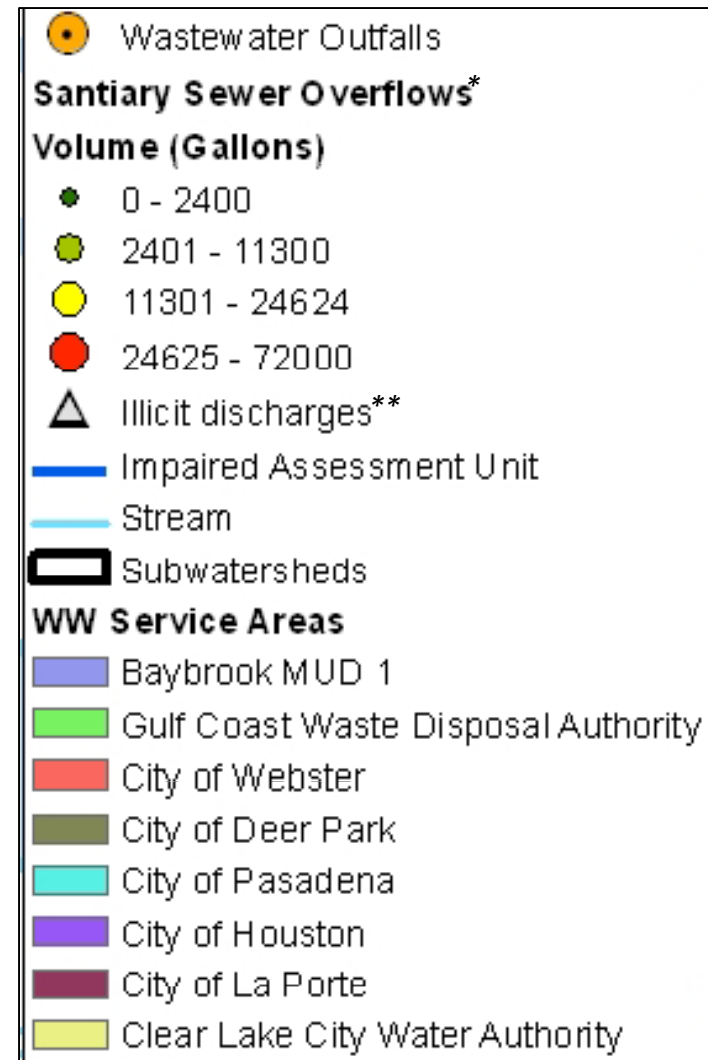 Wastewater Outfalls
Santiary Sewer Overflows*
Volume (Gallons)
0 - 2400
2401 - 11300
11301 - 24624
24625 - 72000
Illicit discharges**
Impaired Assessment Unit
Stream
Subwatersheds
WW Service Areas
Baybrook MUD 1
Gulf Coast Waste Disposal Authority
City of Webster
City of Deer Park
City of Pasadena
City of Houston
City of La Porte
Clear Lake City Water Authority